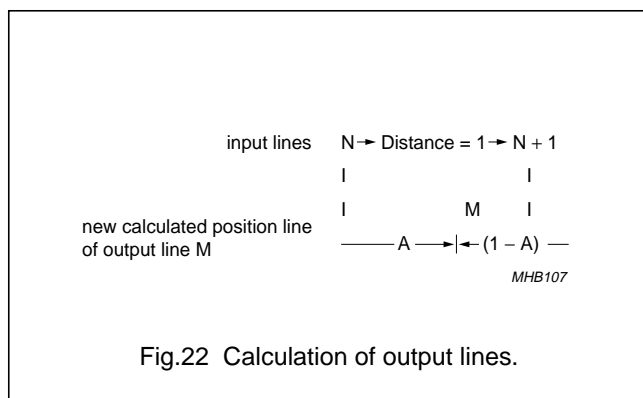 input lines N → Distance = 1 → N + 1
I I
new calculated position line I M I
of output line M A (1 − A)
MHB107
Fig.22 Calculation of output lines.